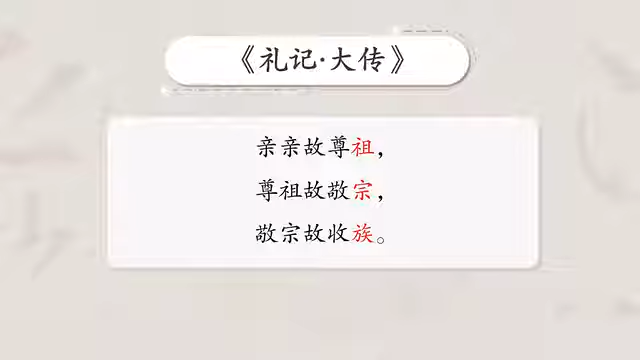 《礼记·大传》
亲亲故尊祖，
尊祖故敬宗，
敬宗故收族。